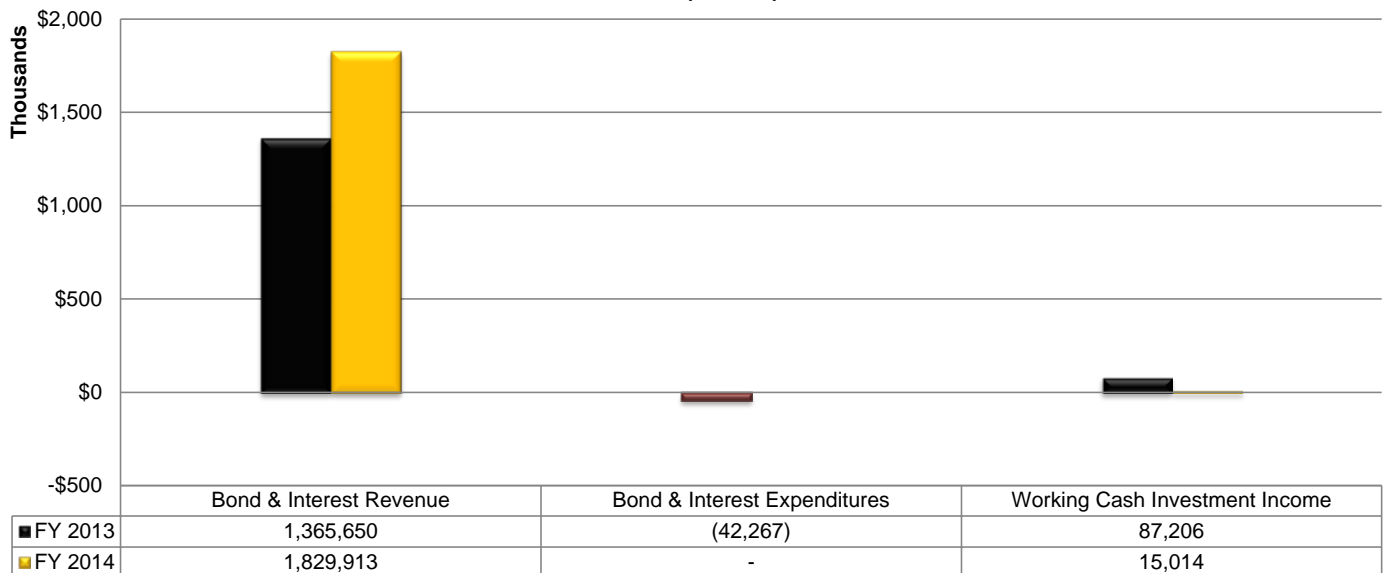 $2,000
Thousands
$1,500
$1,000
$500
$0
-$500
Bond & Interest Revenue Bond & Interest Expenditures Working Cash Investment Income
FY 2013 1,365,650 (42,267) 87,206
FY 2014 1,829,913 - 15,014